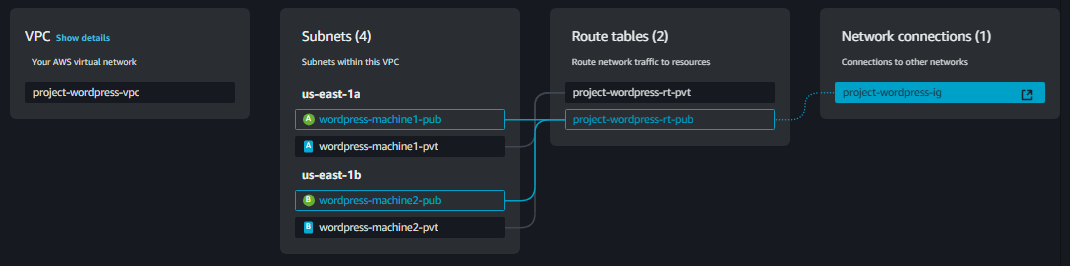 VPC Show details
Your AWS virtual network
project-wordpress-vpc
Subnets (4)
Subnets within this VPC
us-east-1a
A wordpress-machine1-pub
A wordpress-machine1-pvt
us-east-1b
B wordpress-machine2-pub
B wordpress-machine2-pvt
Route tables (2)
Route network traffic to resources
project-wordpress-rt-pvt
project-wordpress-rt-pub
Network connections (1)
Connections to other networks
project-wordpress-ig